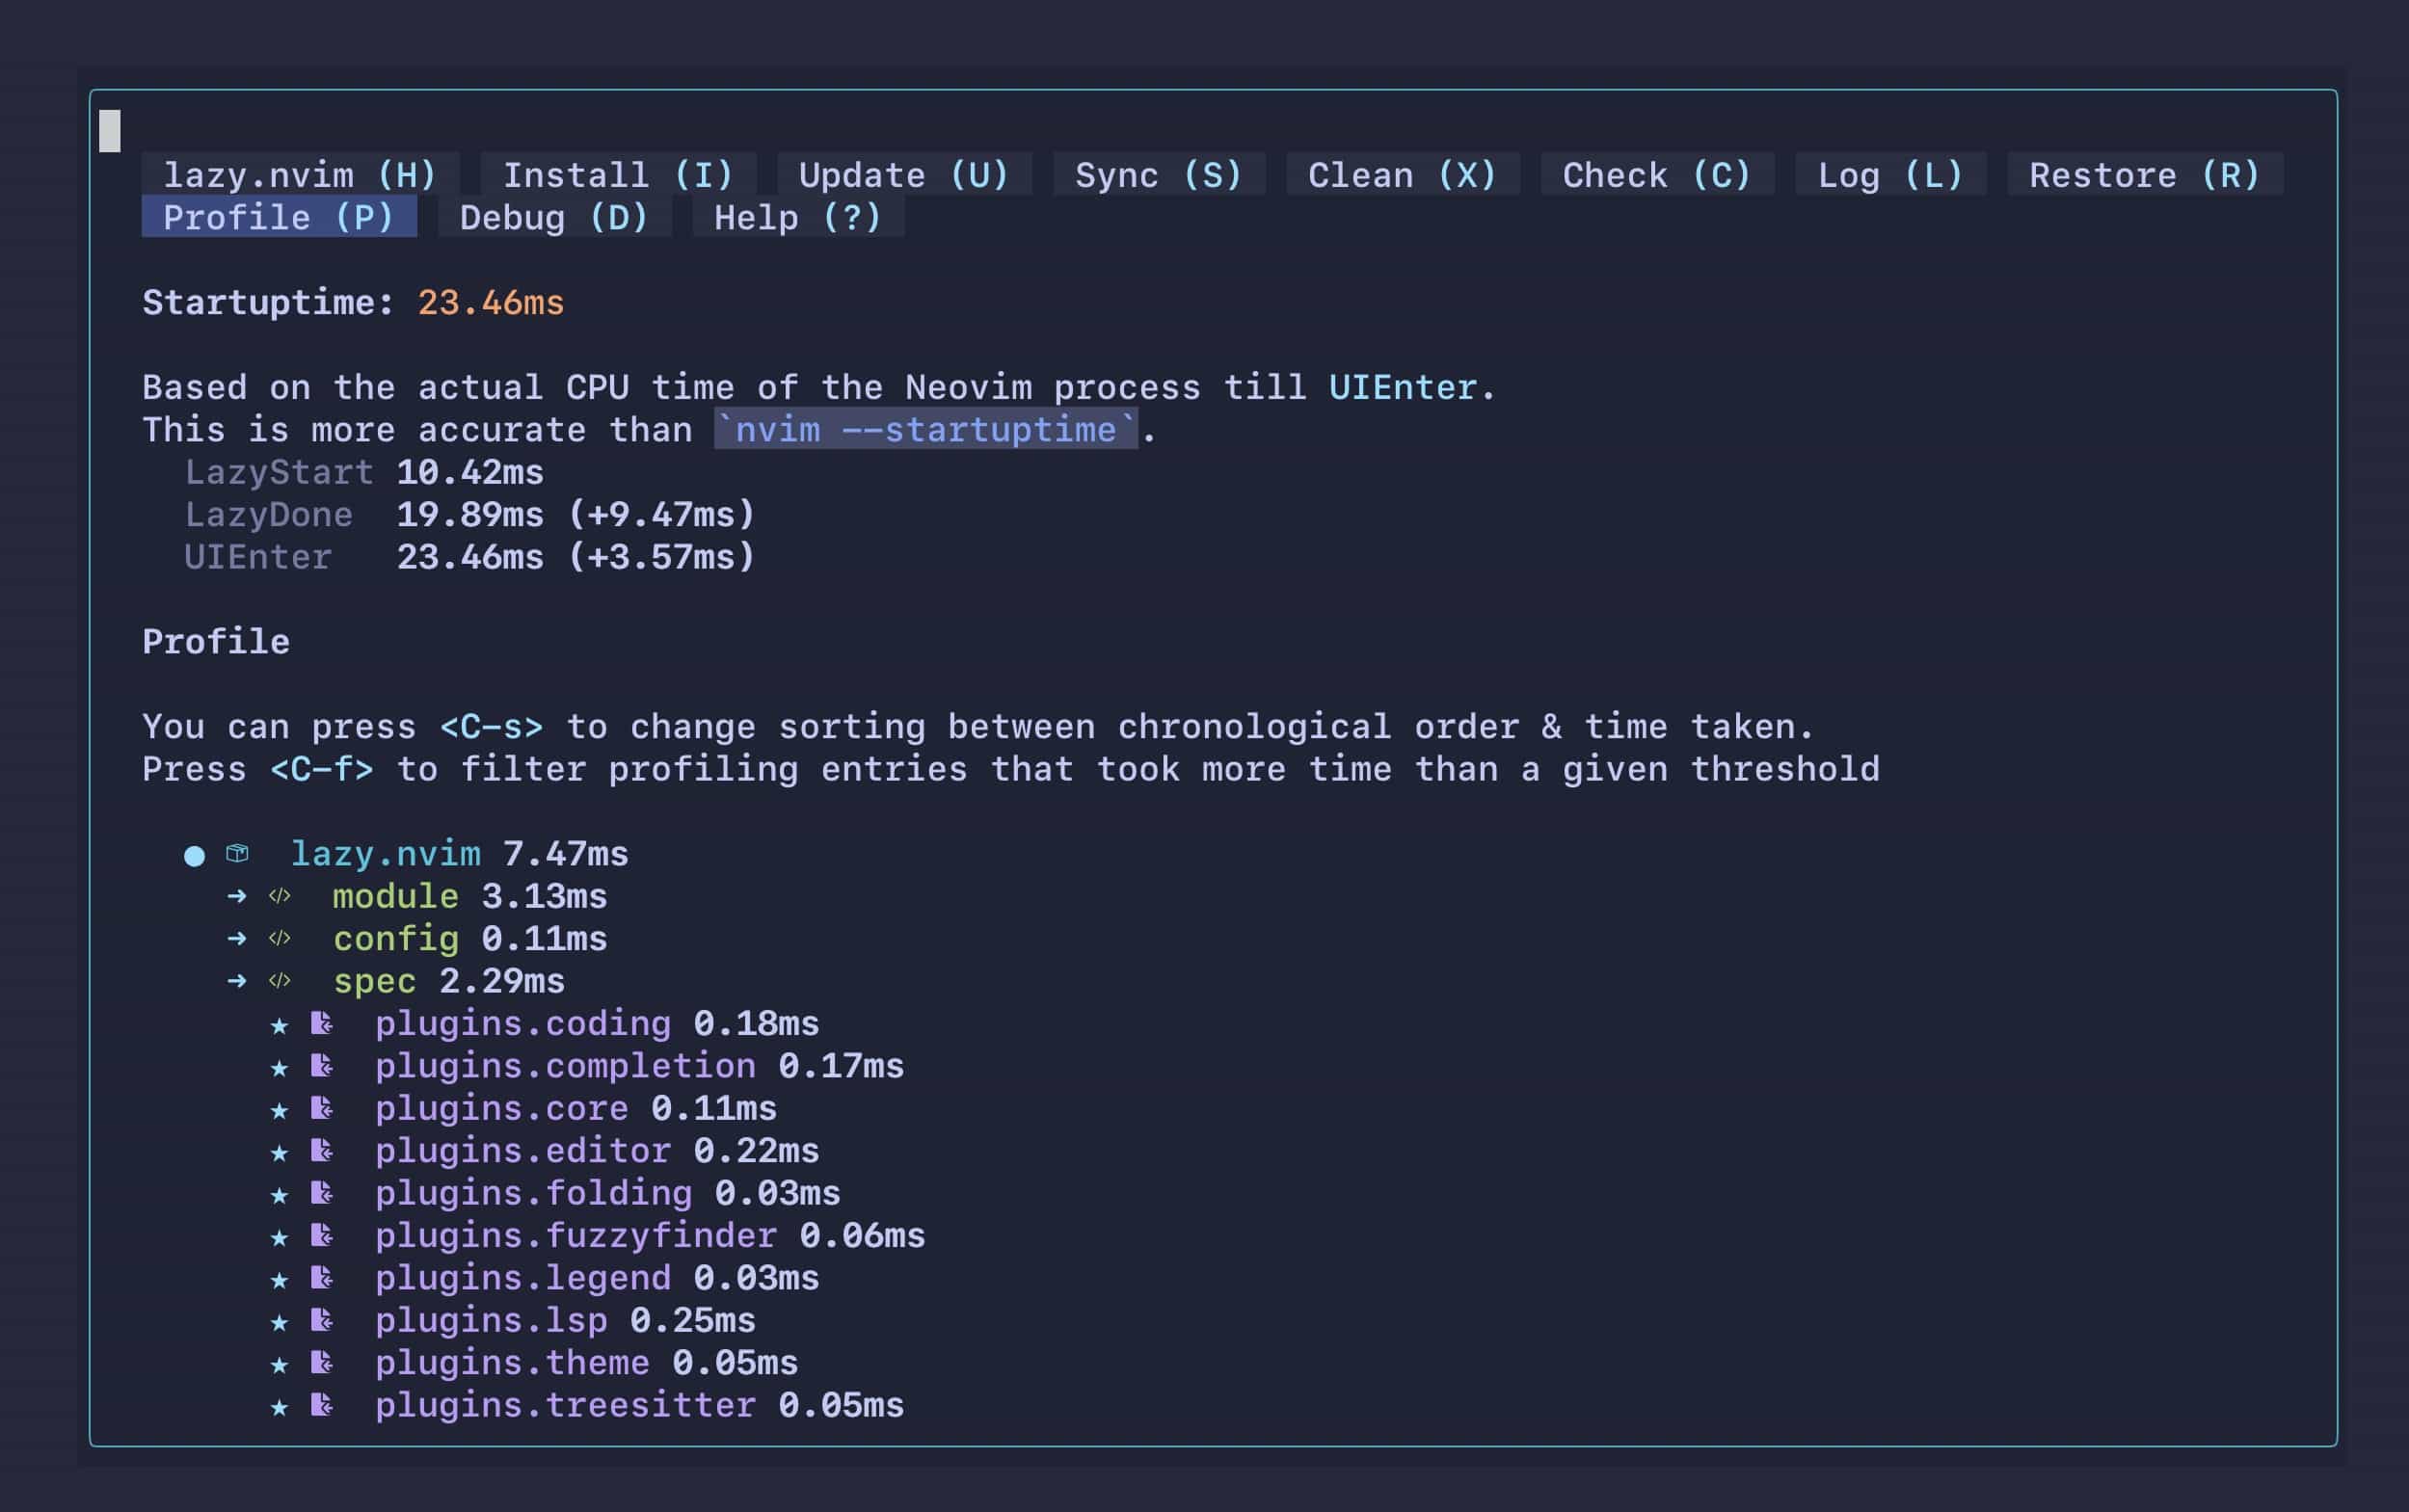 lazy.nvim (H) Install (I) Update (U) Sync (S) Clean (X) Check (C) Log (L) Restore (R)
Profile (P) Debug (D) Help (?)
Startuptime: 23.46ms
Based on the actual CPU time of the Neovim process till UIEnter.
This is more accurate than `nvim --startuptime`.
LazyStart 10.42ms
LazyDone 19.89ms (+9.47ms)
UIEnter 23.46ms (+3.57ms)
Profile
You can press <C-s> to change sorting between chronological order & time taken.
Press <C-f> to filter profiling entries that took more time than a given threshold
● lazy.nvim 7.47ms
➜ </> module 3.13ms
➜ </> config 0.11ms
➜ </> spec 2.29ms
★ plugins.coding 0.18ms
★ plugins.completion 0.17ms
★ plugins.core 0.11ms
★ plugins.editor 0.22ms
★ plugins.folding 0.03ms
★ plugins.fuzzyfinder 0.06ms
★ plugins.legend 0.03ms
★ plugins.lsp 0.25ms
★ plugins.theme 0.05ms
★ plugins.treesitter 0.05ms